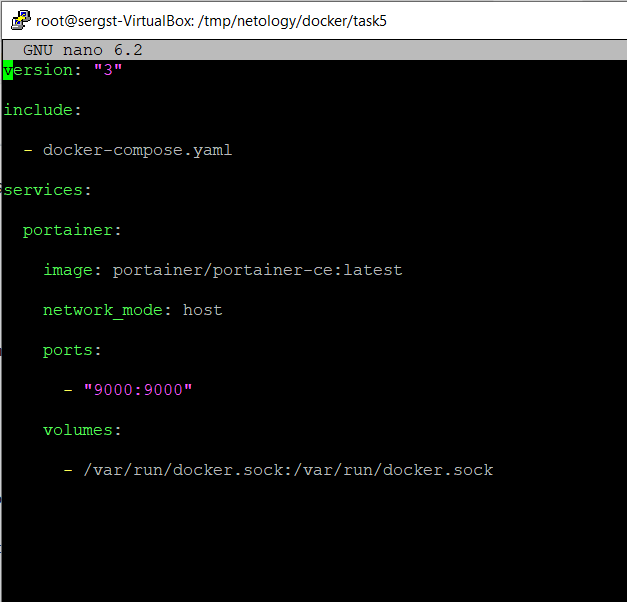 root@sergst-VirtualBox: /tmp/netology/docker/task5
GNU nano 6.2
version: "3"
include:
  - docker-compose.yaml
services:
  portainer:
    image: portainer/portainer-ce:latest
    network_mode: host
    ports:
      - "9000:9000"
    volumes:
      - /var/run/docker.sock:/var/run/docker.sock